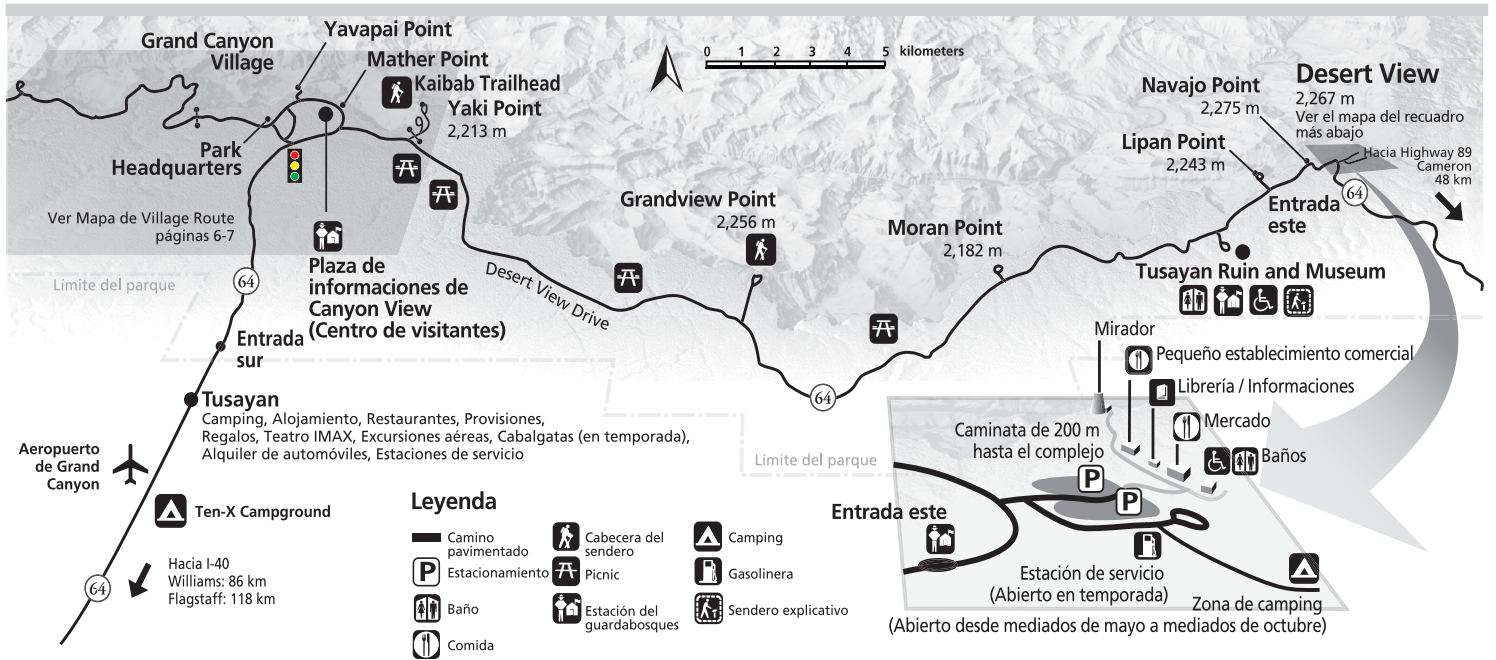 Grand Canyon
Village
Yavapai Point
Mather Point
Kaibab Trailhead
Yaki Point
2,213 m
Park
Headquarters
Ver Mapa de Village Route
páginas 6-7
0 1 2 3 4 5 kilometers
Navajo Point
2,275 m
Desert View
2,267 m
Ver el mapa del recuadro
más abajo
Lipan Point
2,243 m
Hacia Highway 89
Cameron
48 km
64
Entrada
este
Grandview Point
2,256 m
Moran Point
2,182 m
Tusayan Ruin and Museum
Límite del parque
64
Plaza de
informaciones de
Canyon View
(Centro de visitantes)
Desert View Drive
Entrada
sur
64
Tusayan
Camping, Alojamiento, Restaurantes, Provisiones,
Regalos, Teatro IMAX, Excursiones aéreas, Cabalgatas (en temporada),
Alquiler de automóviles, Estaciones de servicio
Aeropuerto
de Grand
Canyon
Ten-X Campground
64
Hacia I-40
Williams: 86 km
Flagstaff: 118 km
Límite del parque
Leyenda
Camino
pavimentado
P
Estacionamiento
Baño
Comida
Cabecera del
sendero
Picnic
Estación del
guardabosques
Camping
Gasolinera
Sendero explicativo
Mirador
Pequeño establecimiento comercial
Librería / Informaciones
Mercado
Baños
Caminata de 200 m
hasta el complejo
P
P
Entrada este
Estación de servicio
(Abierto en temporada)
Zona de camping
(Abierto desde mediados de mayo a mediados de octubre)